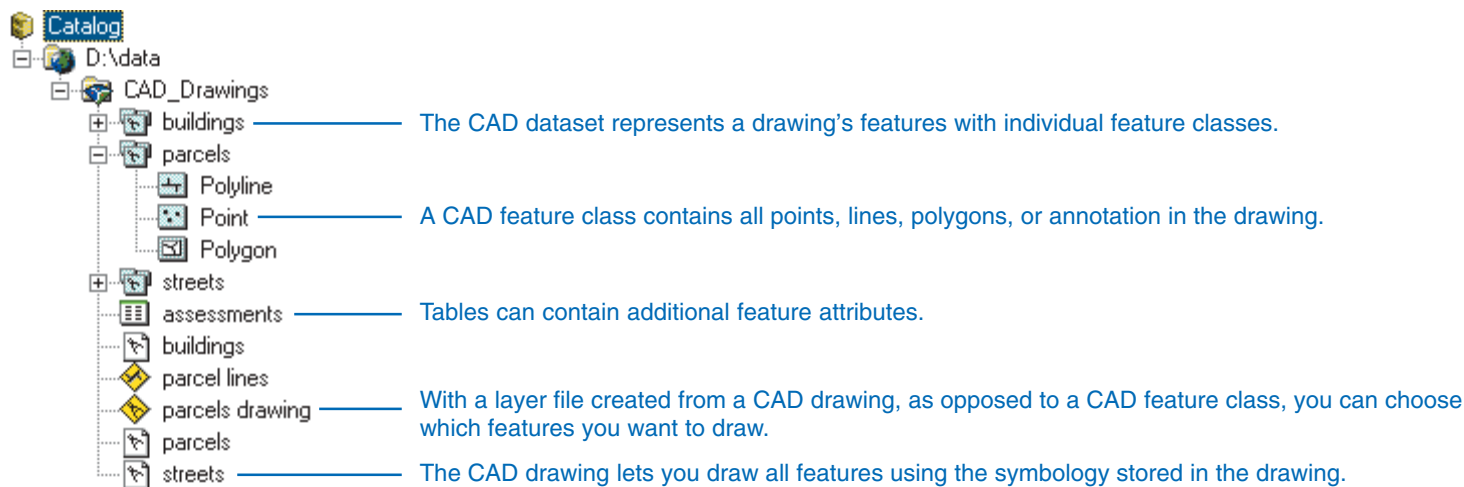 Catalog
D:\data
CAD_Drawings
buildings The CAD dataset represents a drawing’s features with individual feature classes.
parcels
Polyline
Point A CAD feature class contains all points, lines, polygons, or annotation in the drawing.
Polygon
streets
assessments Tables can contain additional feature attributes.
buildings
parcel lines
parcels drawing With a layer file created from a CAD drawing, as opposed to a CAD feature class, you can choose
which features you want to draw.
parcels
streets The CAD drawing lets you draw all features using the symbology stored in the drawing.